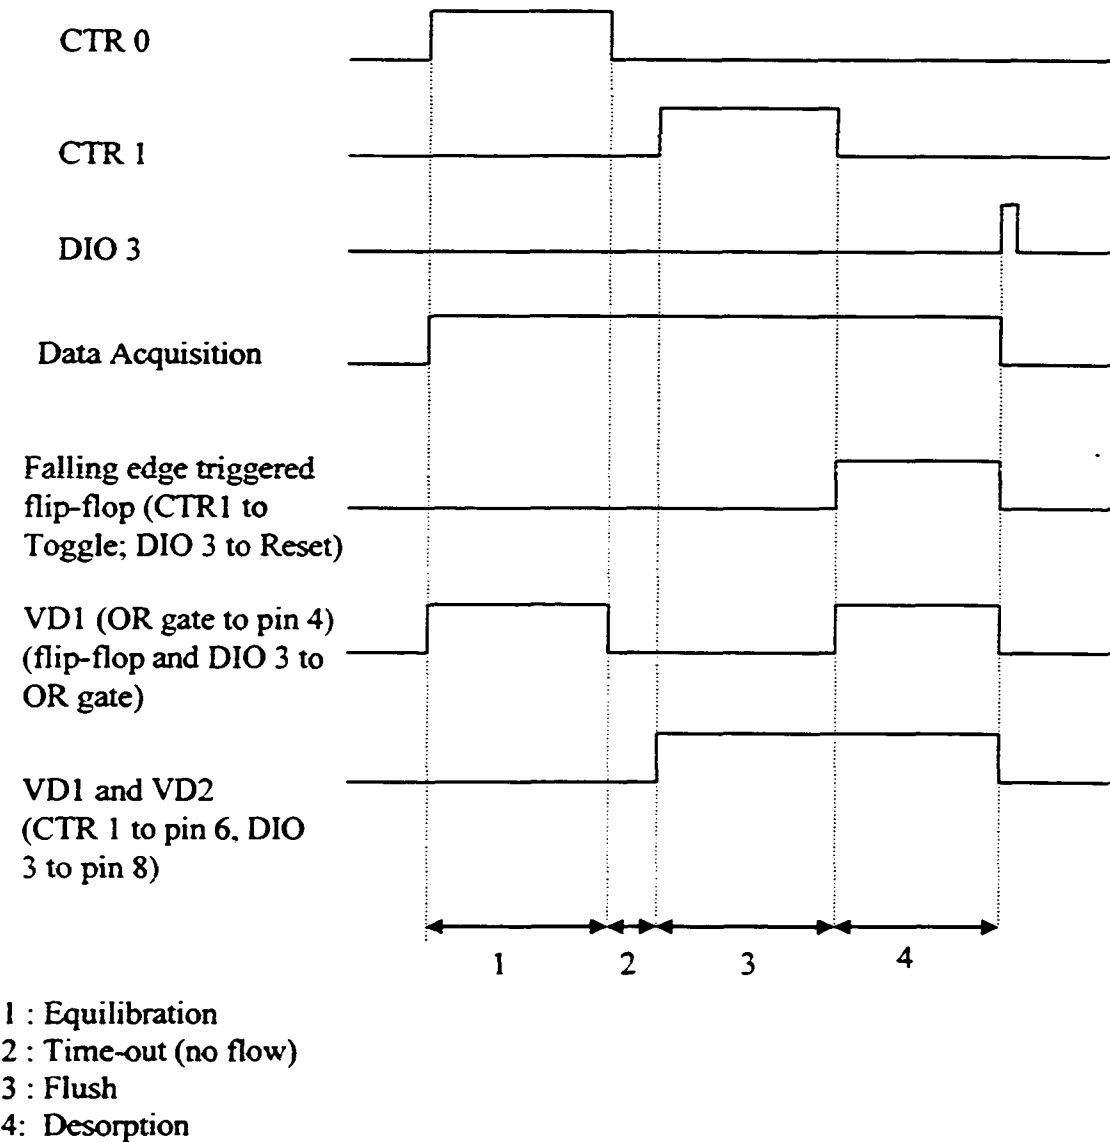 CTR 0
CTR 1
DIO 3
Data Acquisition
Falling edge triggered
flip-flop (CTR1 to
Toggle; DIO 3 to Reset)
VD1 (OR gate to pin 4)
(flip-flop and DIO 3 to
OR gate)
VD1 and VD2
(CTR 1 to pin 6, DIO
3 to pin 8)
1 2 3 4
1 : Equilibration
2 : Time-out (no flow)
3 : Flush
4: Desorption